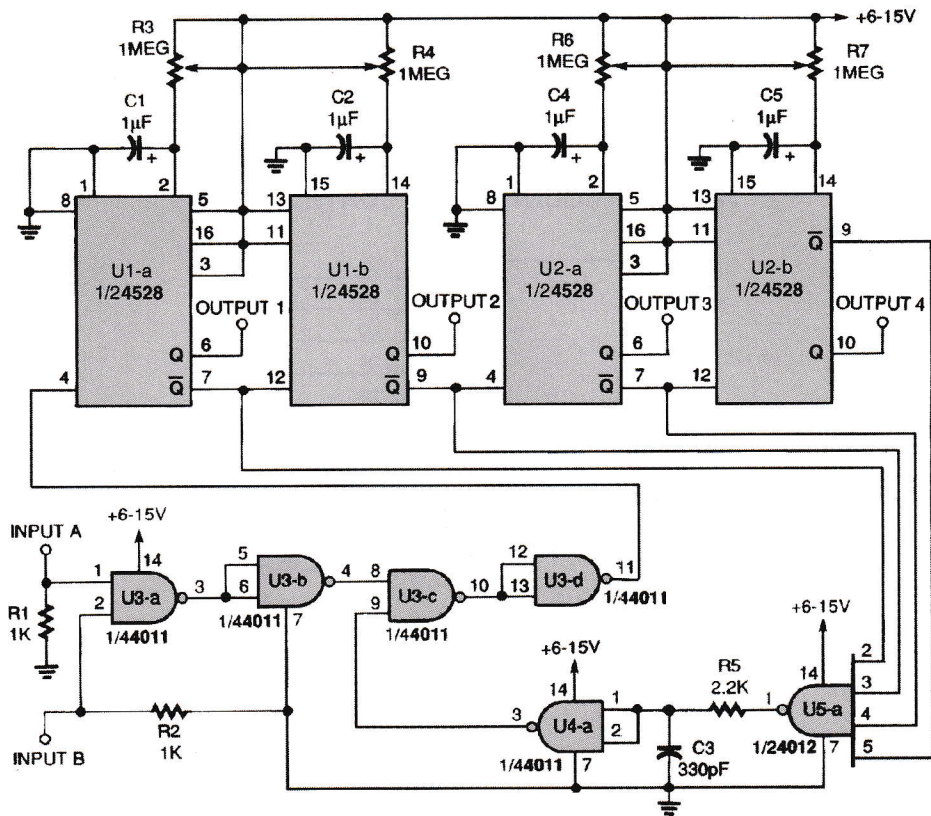 +6-15V
R3
1MEG
R4
1MEG
R6
1MEG
R7
1MEG
C1
1µF
+
C2
1µF
+
C4
1µF
+
C5
1µF
+
1 2 15 14 1 2 15 14
8 5 13 8 5 13 Q 9
16 11 16 11
3 3
U1-a
1/24528
U1-b
1/24528
U2-a
1/24528
U2-b
1/24528
OUTPUT 1
OUTPUT 2
OUTPUT 3
OUTPUT 4
Q 6 Q 10 Q 6 Q 10
4 Q 7 12 Q 9 4 Q 7 12
INPUT A
+6-15V
14
1
2
U3-a
3
1/44011
R1
1K
5
6
U3-b
4
7
1/44011
8
9
U3-c
10
1/44011
12
13
U3-d
11
1/44011
INPUT B
R2
1K
+6-15V
14
3
U4-a
1
2
7
1/44011
R5
2.2K
C3
330pF
+6-15V
14
1
U5-a
7
1/24012
2
3
4
5